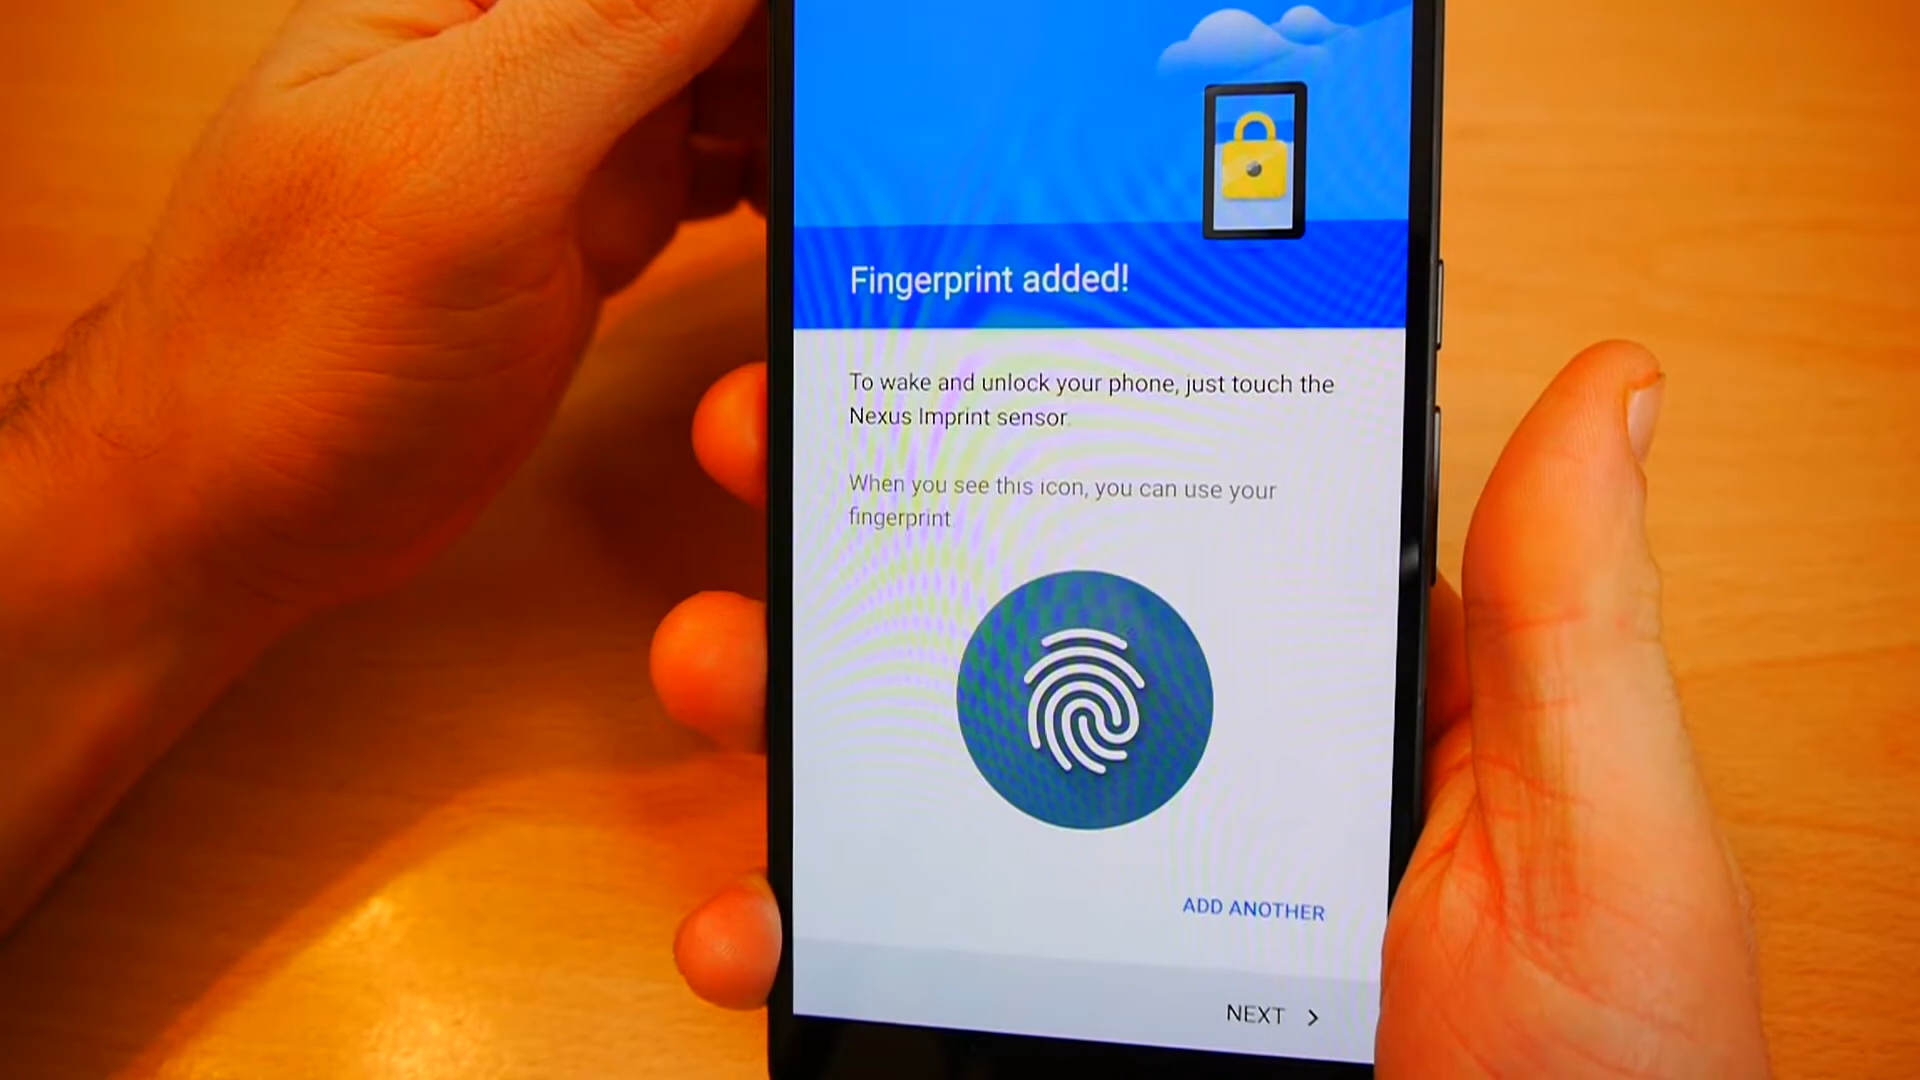 Fingerprint added!
To wake and unlock your phone, just touch the
Nexus Imprint sensor.
When you see this icon, you can use your
fingerprint.
ADD ANOTHER
NEXT